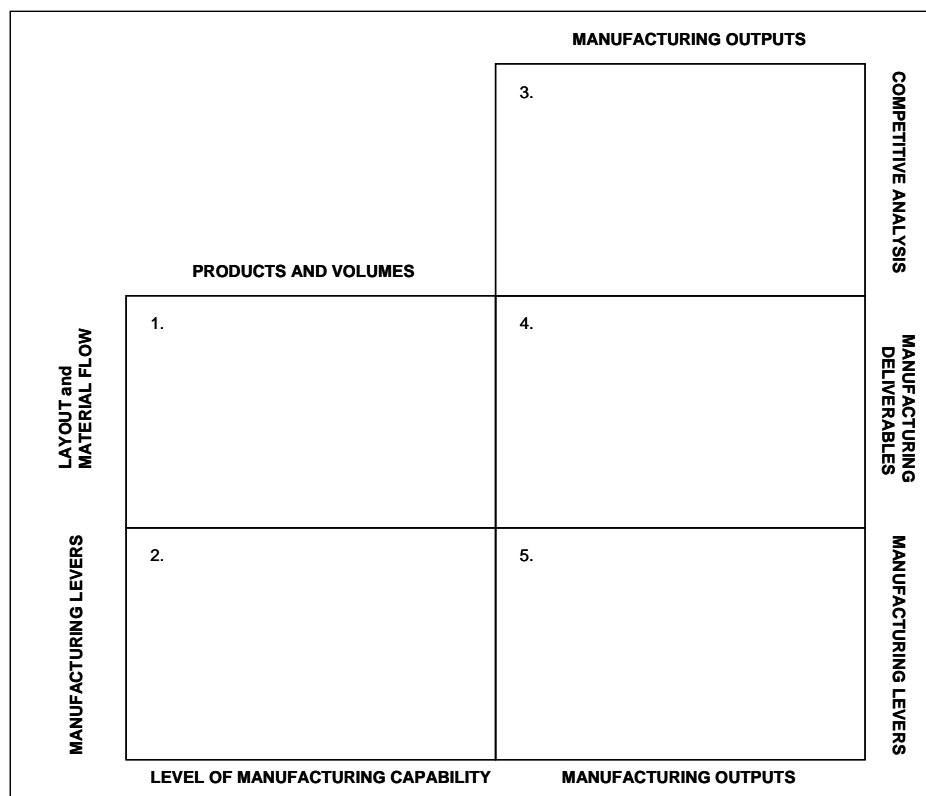 MANUFACTURING OUTPUTS
3.
COMPETITIVE ANALYSIS
PRODUCTS AND VOLUMES
LAYOUT and
MATERIAL FLOW
1.
4.
MANUFACTURING
DELIVERABLES
MANUFACTURING LEVERS
2.
5.
MANUFACTURING LEVERS
LEVEL OF MANUFACTURING CAPABILITY
MANUFACTURING OUTPUTS